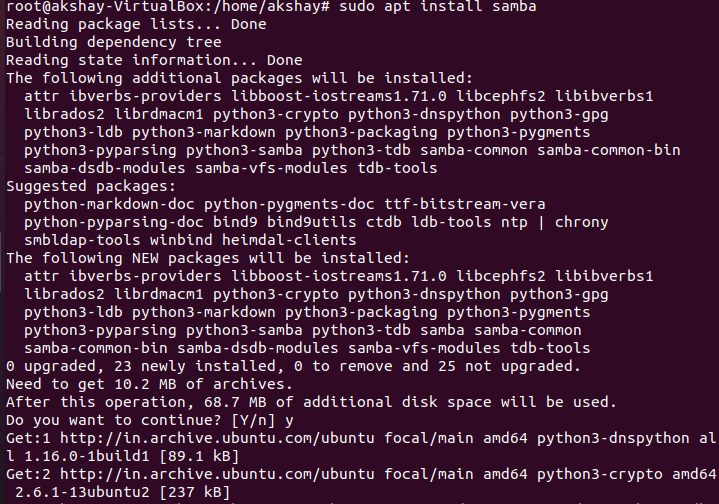 root@akshay-VirtualBox:/home/akshay# sudo apt install samba
Reading package lists... Done
Building dependency tree
Reading state information... Done
The following additional packages will be installed:
  attr ibverbs-providers libboost-iostreams1.71.0 libcephfs2 libibverbs1
  librados2 librdmacm1 python3-crypto python3-dnspython python3-gpg
  python3-ldb python3-markdown python3-packaging python3-pygments
  python3-pyparsing python3-samba python3-tdb samba-common samba-common-bin
  samba-dsdb-modules samba-vfs-modules tdb-tools
Suggested packages:
  python-markdown-doc python-pygments-doc ttf-bitstream-vera
  python-pyparsing-doc bind9 bind9utils ctdb ldb-tools ntp | chrony
  smbldap-tools winbind heimdal-clients
The following NEW packages will be installed:
  attr ibverbs-providers libboost-iostreams1.71.0 libcephfs2 libibverbs1
  librados2 librdmacm1 python3-crypto python3-dnspython python3-gpg
  python3-ldb python3-markdown python3-packaging python3-pygments
  python3-pyparsing python3-samba python3-tdb samba samba-common
  samba-common-bin samba-dsdb-modules samba-vfs-modules tdb-tools
0 upgraded, 23 newly installed, 0 to remove and 25 not upgraded.
Need to get 10.2 MB of archives.
After this operation, 68.7 MB of additional disk space will be used.
Do you want to continue? [Y/n] y
Get:1 http://in.archive.ubuntu.com/ubuntu focal/main amd64 python3-dnspython al
l 1.16.0-1build1 [89.1 kB]
Get:2 http://in.archive.ubuntu.com/ubuntu focal/main amd64 python3-crypto amd64
 2.6.1-13ubuntu2 [237 kB]